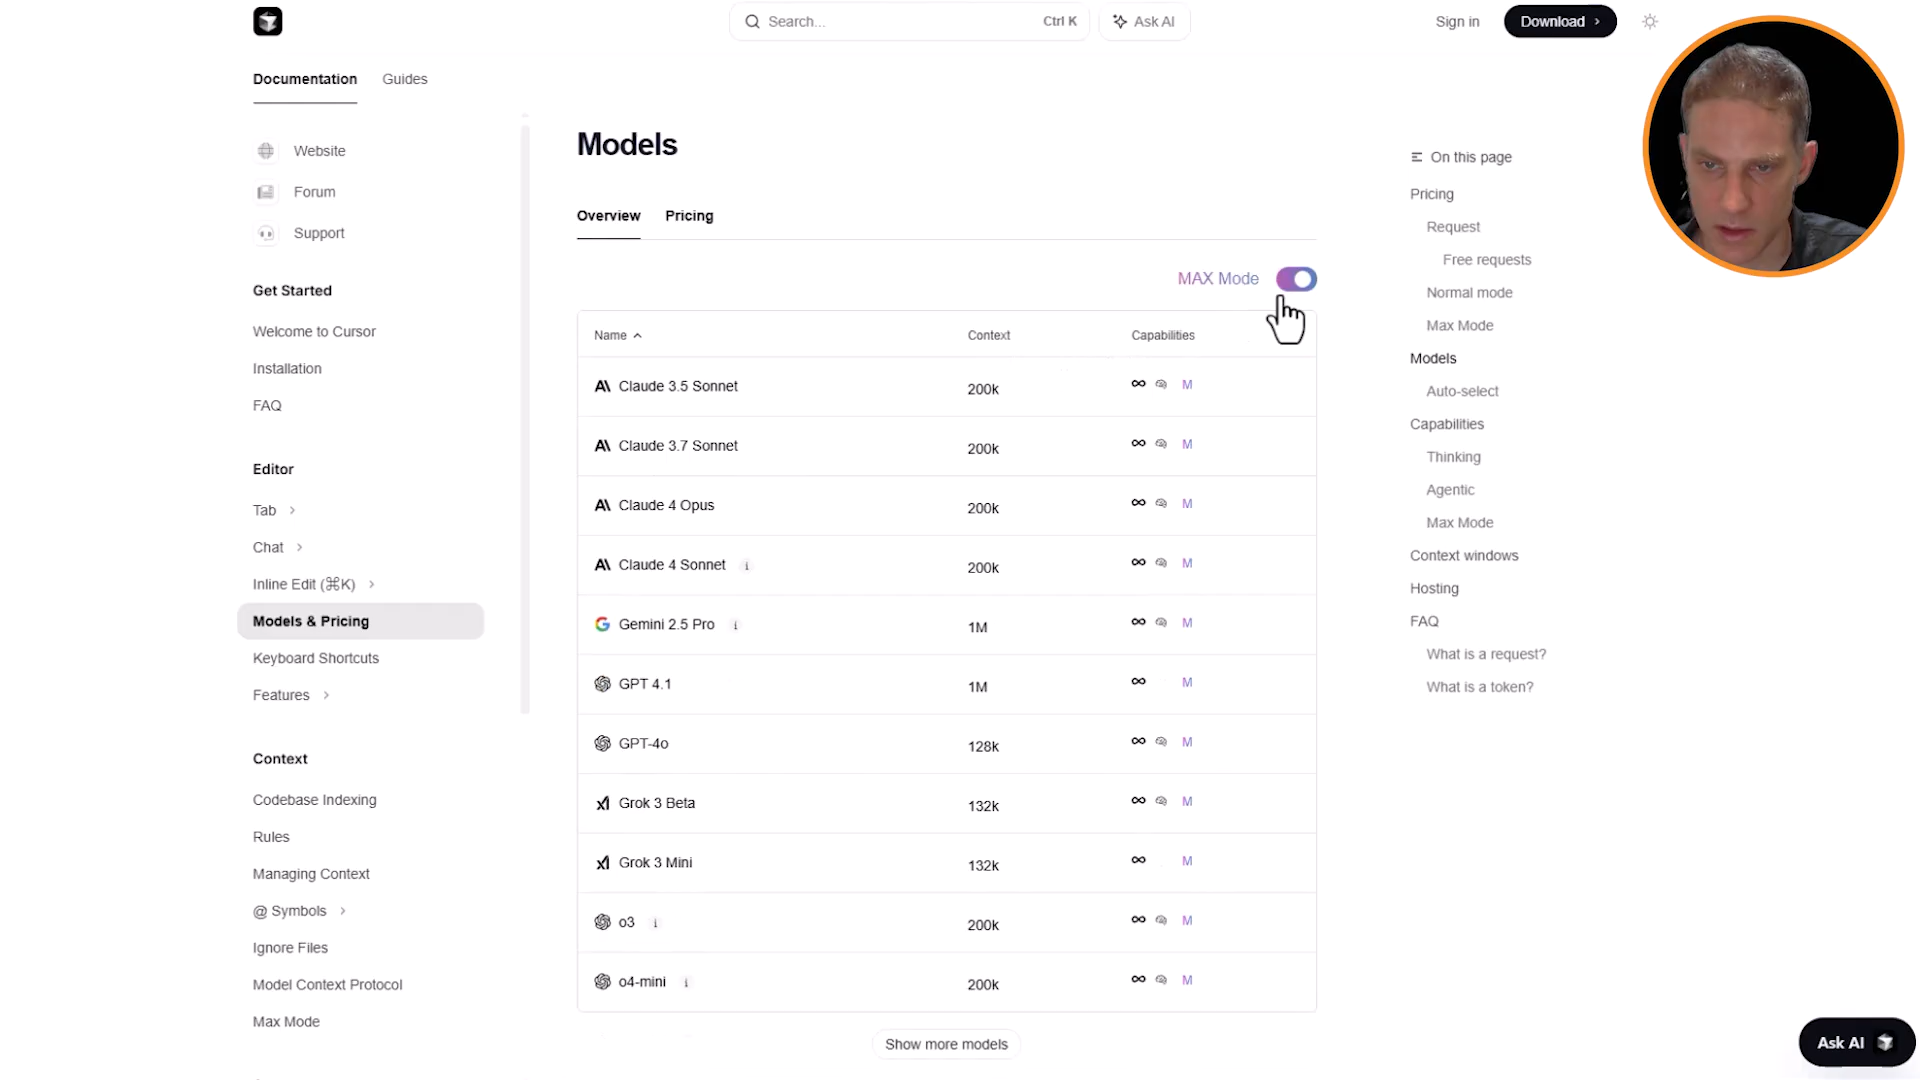 Search...
Ctrl K
Ask AI
Sign in
Download
Documentation
Guides
Website
Forum
Support
Get Started
Welcome to Cursor
Installation
FAQ
Editor
Tab
Chat
Inline Edit (⌘K)
Models & Pricing
Keyboard Shortcuts
Features
Context
Codebase Indexing
Rules
Managing Context
@ Symbols
Ignore Files
Model Context Protocol
Max Mode
Models
Overview Pricing
MAX Mode
Name Context Capabilities
Claude 3.5 Sonnet 200k M
Claude 3.7 Sonnet 200k M
Claude 4 Opus 200k M
Claude 4 Sonnet i 200k M
Gemini 2.5 Pro i 1M M
GPT 4.1 1M M
GPT-4o 128k M
Grok 3 Beta 132k M
Grok 3 Mini 132k M
o3 i 200k M
o4-mini i 200k M
Show more models
On this page
Pricing
Request
Free requests
Normal mode
Max Mode
Models
Auto-select
Capabilities
Thinking
Agentic
Max Mode
Context windows
Hosting
FAQ
What is a request?
What is a token?
Ask AI